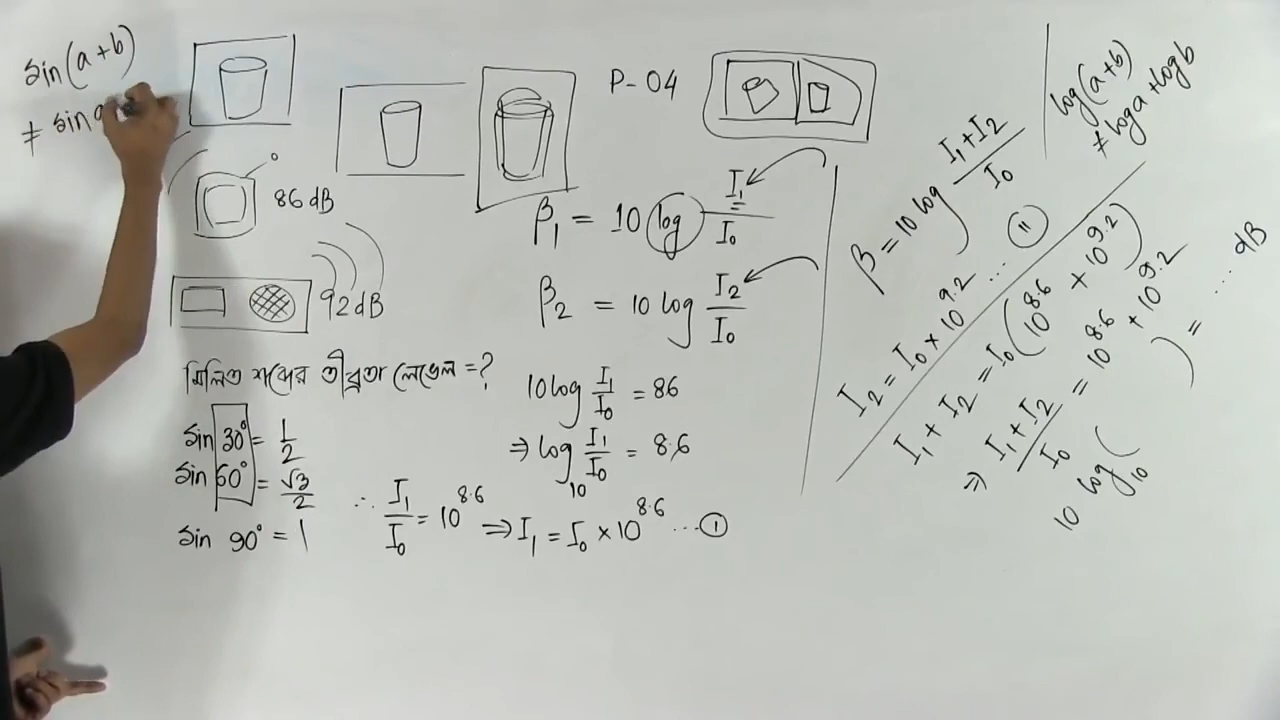 sin(a+b)
≠ sin a
P-04
86 dB
92 dB
মিলিত শব্দের তীব্রতা লেভেল =?
sin 30° = 1/2
sin 60° = √3/2
sin 90° = 1
β₁ = 10 log I₁/I₀
β₂ = 10 log I₂/I₀
10 log I₁/I₀ = 86
⇒ log₁₀ I₁/I₀ = 8.6
∴ I₁/I₀ = 10^8.6 ⇒ I₁ = I₀ × 10^8.6 ... ①
β = 10 log (I₁+I₂)/I₀
log(a+b)
≠ log a + log b
I₂ = I₀ × 10^9.2 ... ⑪
I₁ + I₂ = I₀(10^8.6 + 10^9.2)
⇒ (I₁+I₂)/I₀ = 10^8.6 + 10^9.2
10 log₁₀( ) = ... dB